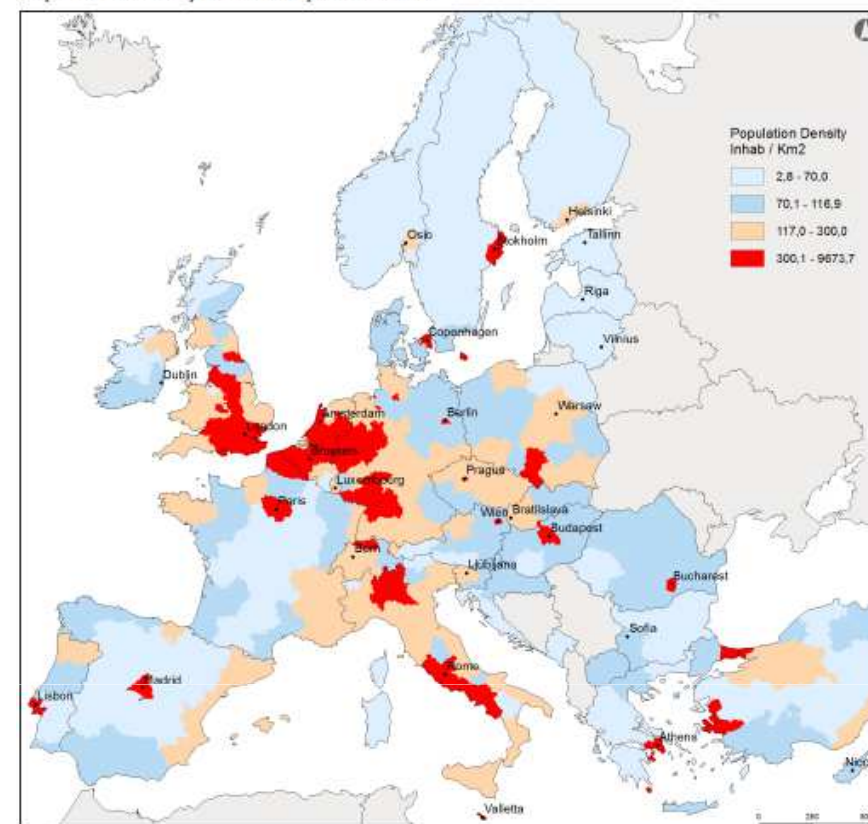 Population Density
Inhab / Km2
2,8 - 70,0
70,1 - 116,9
117,0 - 300,0
300,1 - 9673,7
Helsinki
Oslo
Tallinn
Riga
Copenhagen
Vilnius
Dublin
Amsterdam
Berlin
Warsaw
London
Brussels
Prague
Luxembourg
Paris
Wien
Bratislava
Budapest
Bern
Ljubljana
Bucharest
Sofia
Rome
Madrid
Lisbon
Athens
Valletta
0